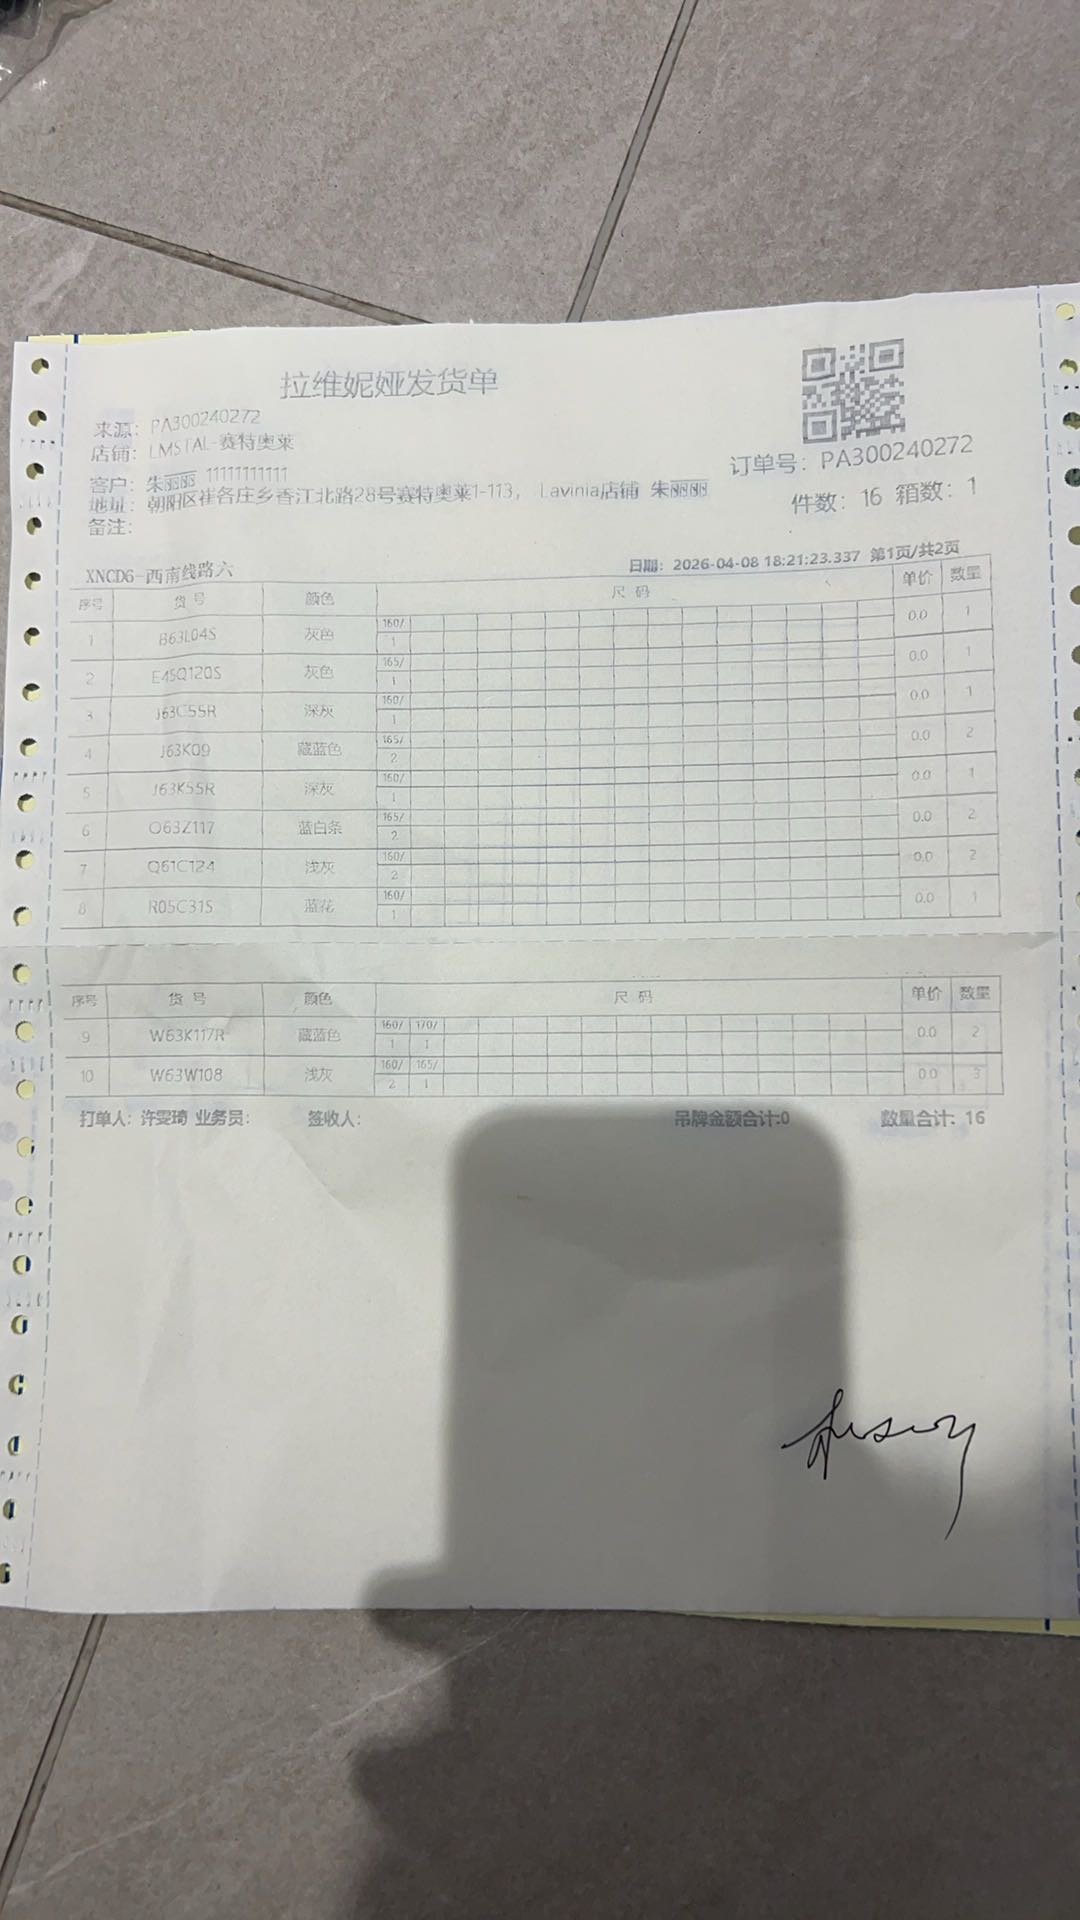 拉维妮娅发货单
来源: PA300240272
店铺: LMSTAL-赛特奥莱
客户: 朱丽丽 11111111111
地址: 朝阳区崔各庄乡香江北路28号赛特奥莱1-113, Lavinia店铺 朱丽丽
备注:
订单号: PA300240272
件数: 16 箱数: 1
XNCD6-西南线路六
日期: 2026-04-08 18:21:23.337 第1页/共2页
序号 货号 颜色 尺码 单价 数量
1 B63L04S 灰色 160/ 1 0.0 1
2 E45Q120S 灰色 165/ 1 0.0 1
3 J63C55R 深灰 160/ 1 0.0 1
4 J63K09 藏蓝色 165/ 2 0.0 2
5 J63K55R 深灰 160/ 1 0.0 1
6 O63Z117 蓝白条 165/ 2 0.0 2
7 Q61C124 浅灰 160/ 2 0.0 2
8 R05C31S 蓝花 160/ 1 0.0 1
序号 货号 颜色 尺码 单价 数量
9 W63K117R 藏蓝色 160/ 170/ 1 1 0.0 2
10 W63W108 浅灰 160/ 165/ 2 1 0.0 3
打单人: 许雯琦 业务员: 签收人: 吊牌金额合计:0 数量合计: 16